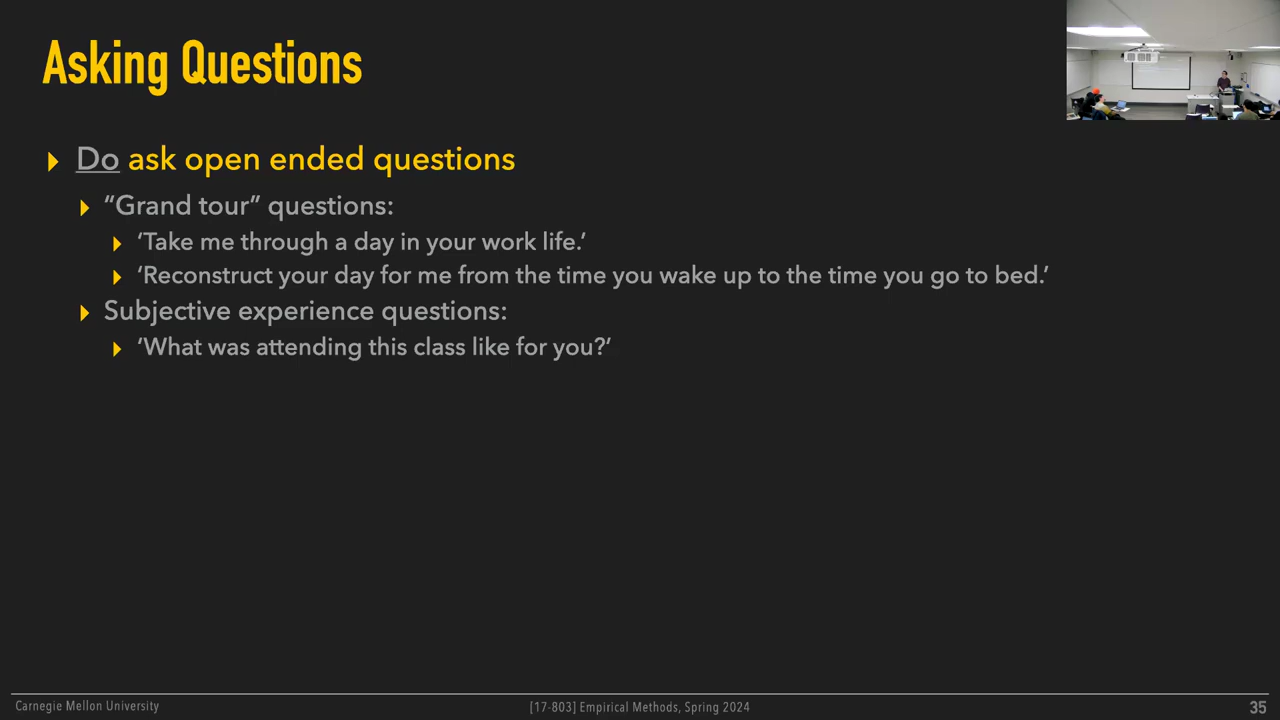 Asking Questions
Do ask open ended questions
“Grand tour” questions:
‘Take me through a day in your work life.’
‘Reconstruct your day for me from the time you wake up to the time you go to bed.’
Subjective experience questions:
‘What was attending this class like for you?’
Carnegie Mellon University
[17-803] Empirical Methods, Spring 2024
35